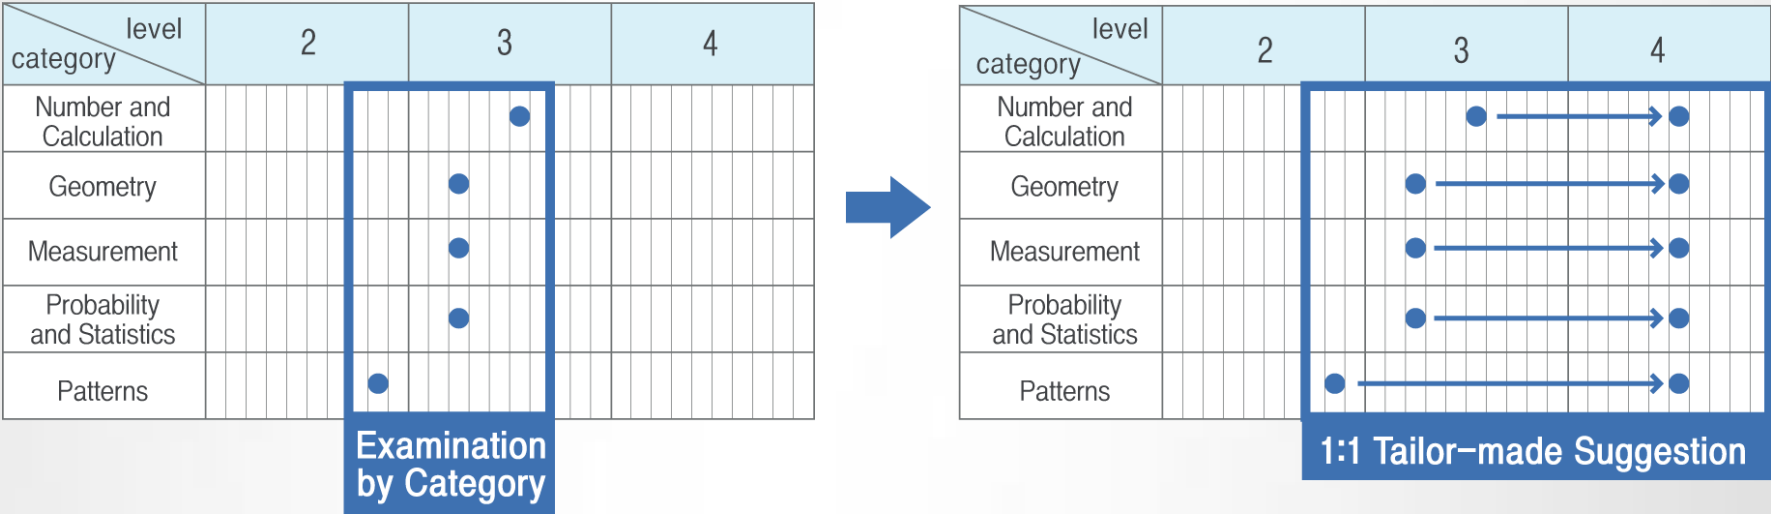 level
category
2
3
4
Number and
Calculation
Geometry
Measurement
Probability
and Statistics
Patterns
Examination
by Category
level
category
2
3
4
Number and
Calculation
Geometry
Measurement
Probability
and Statistics
Patterns
1:1 Tailor-made Suggestion